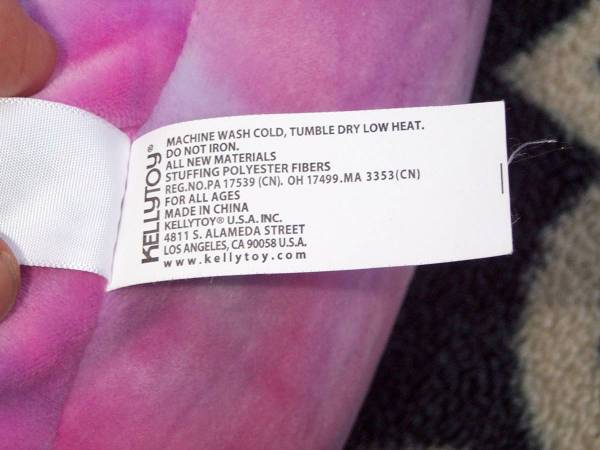 KELLYTOY®
MACHINE WASH COLD, TUMBLE DRY LOW HEAT.
DO NOT IRON.
ALL NEW MATERIALS
STUFFING POLYESTER FIBERS
REG.NO.PA 17539 (CN). OH 17499.MA 3353(CN)
FOR ALL AGES
MADE IN CHINA
KELLYTOY® U.S.A. INC.
4811 S. ALAMEDA STREET
LOS ANGELES, CA 90058 U.S.A.
www.kellytoy.com